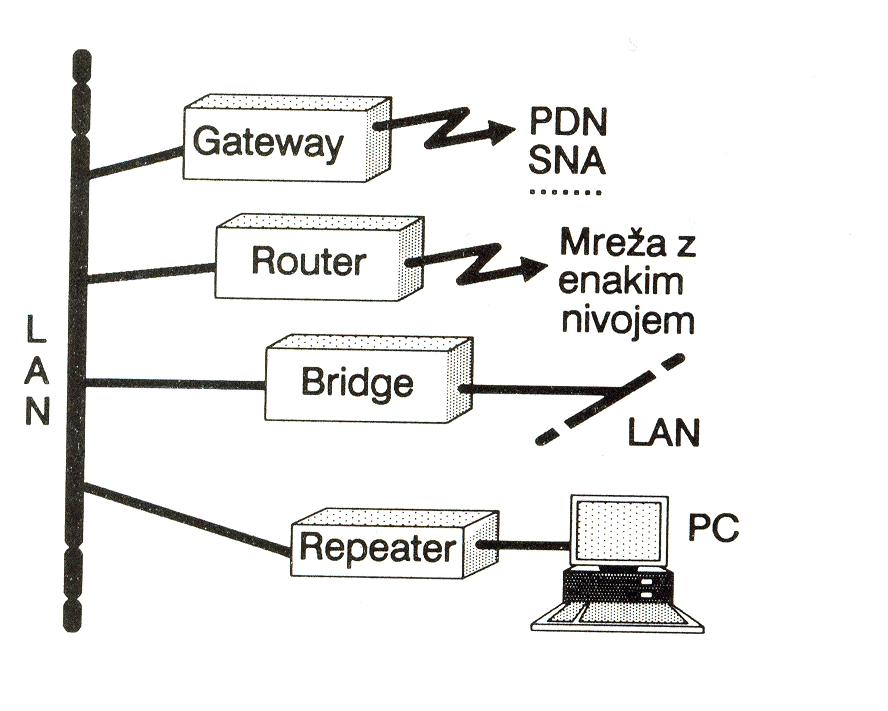 Gateway
PDN
SNA
........
Router
Mreža z
enakim
nivojem
L
A
N
Bridge
LAN
Repeater
PC